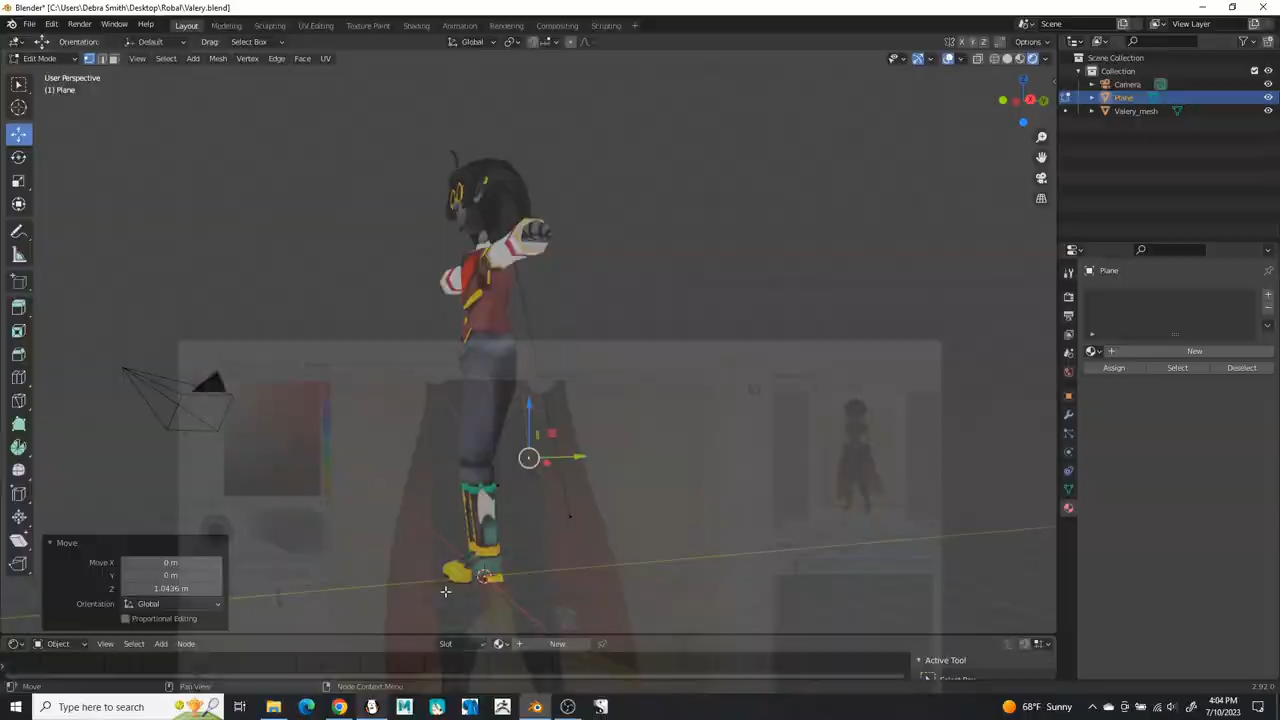 Blender* [C:\Users\Debra Smith\Desktop\Robal\Valery.blend]
File Edit Render Window Help Layout Modeling Sculpting UV Editing Texture Paint Shading Animation Rendering Compositing Scripting Scene View Layer
Orientation: Default Drag: Select Box Global X Y Z Options
Edit Mode View Select Add Mesh Vertex Edge Face UV Scene Collection
Collection
User Perspective
(1) Plane
Camera
Plane
Valery_mesh
Z
X
Y
Plane
New
Assign Select Deselect
Move
Move X 0 m
Y 0 m
Z 1.0436 m
Orientation Global
Proportional Editing
Object View Select Add Node Slot New
Active Tool
Move Pan View Node Context Menu 2.92.0
Type here to search 68°F Sunny 4:04 PM
7/10/2023